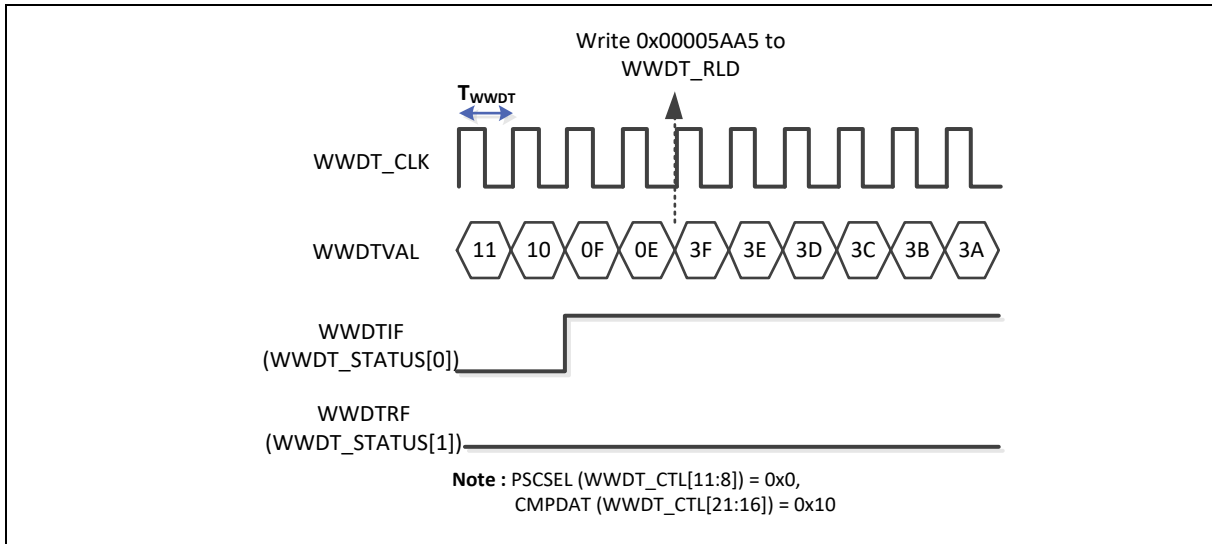 Write 0x00005AA5 to
WWDT_RLD
TWWDT
WWDT_CLK
WWDTVAL
11 10 0F 0E 3F 3E 3D 3C 3B 3A
WWDTIF
(WWDT_STATUS[0])
WWDTRF
(WWDT_STATUS[1])
Note : PSCSEL (WWDT_CTL[11:8]) = 0x0,
CMPDAT (WWDT_CTL[21:16]) = 0x10